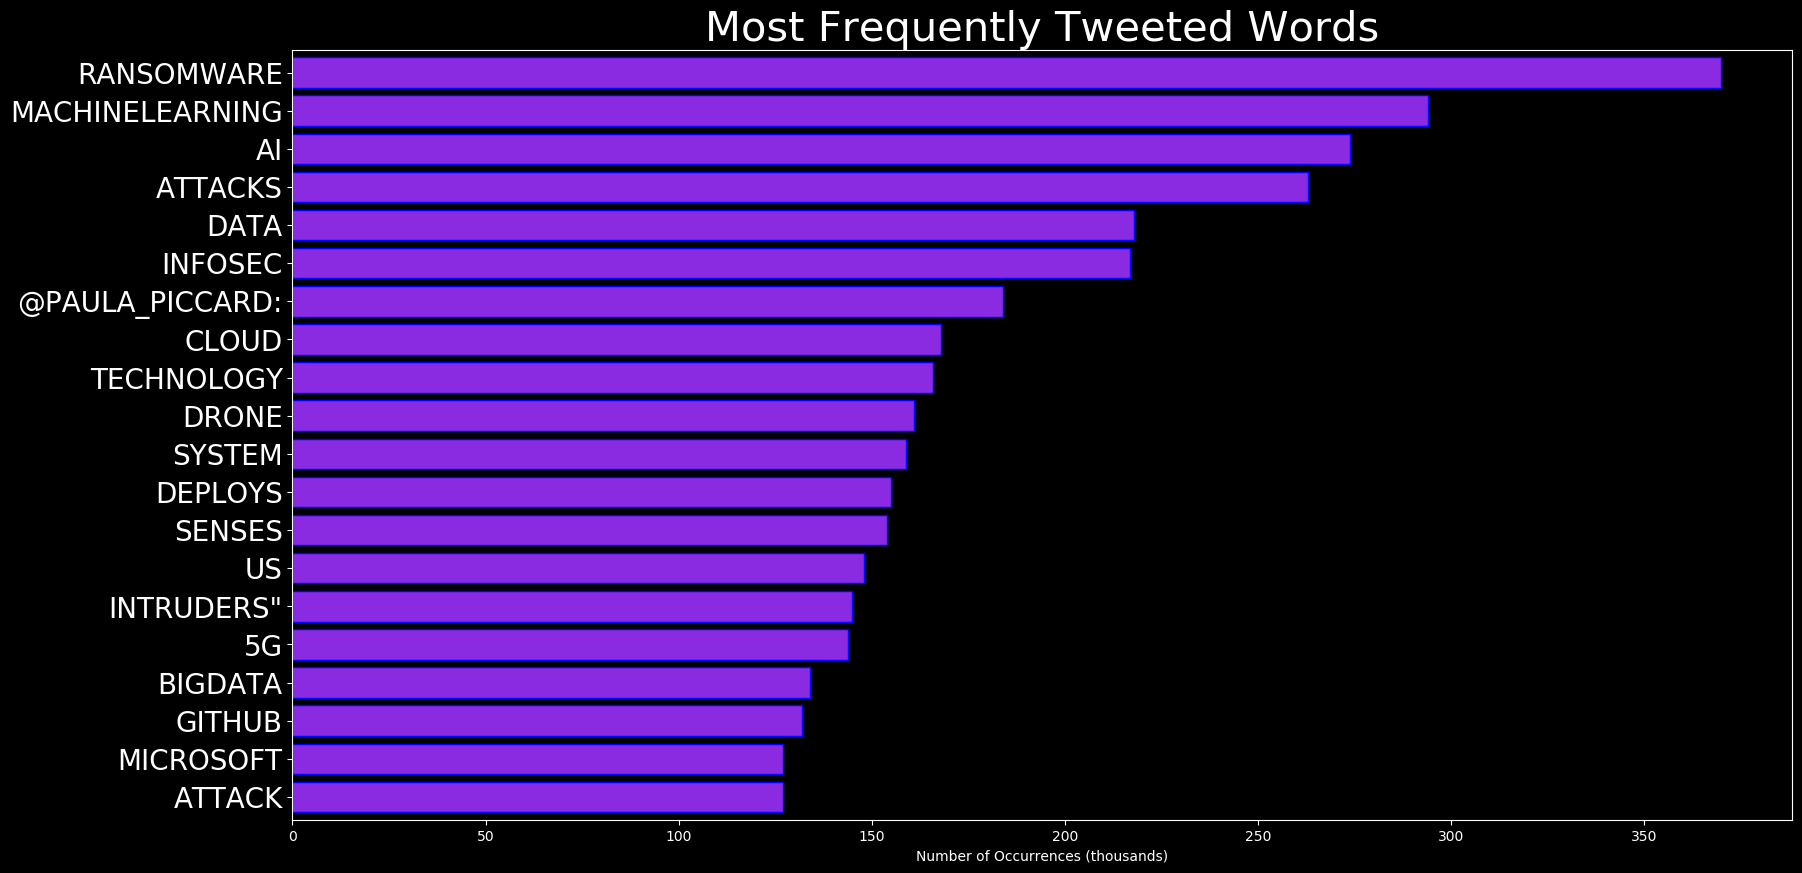 Most Frequently Tweeted Words
RANSOMWARE
MACHINELEARNING
AI
ATTACKS
DATA
INFOSEC
@PAULA_PICCARD:
CLOUD
TECHNOLOGY
DRONE
SYSTEM
DEPLOYS
SENSES
US
INTRUDERS"
5G
BIGDATA
GITHUB
MICROSOFT
ATTACK
0 50 100 150 200 250 300 350
Number of Occurrences (thousands)